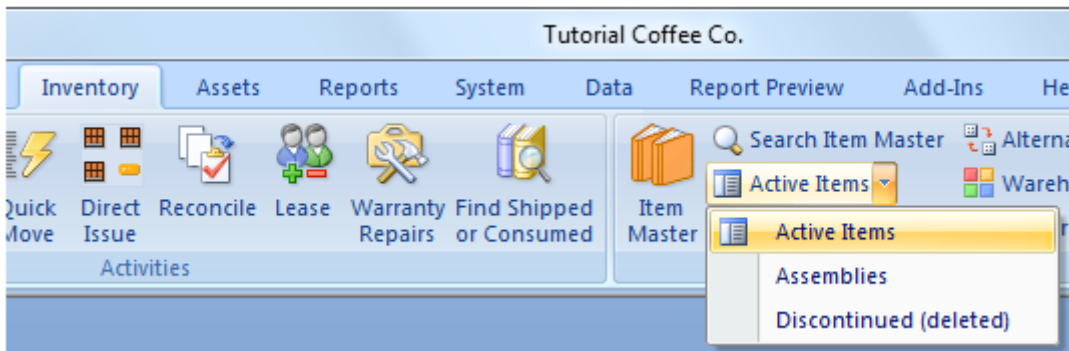 Tutorial Coffee Co.
Inventory Assets Reports System Data Report Preview Add-Ins
Search Item Master
Active Items
Direct Reconcile Lease Warranty Find Shipped Item
Move Issue Repairs or Consumed Master
Active Items
Activities
Assemblies
Discontinued (deleted)